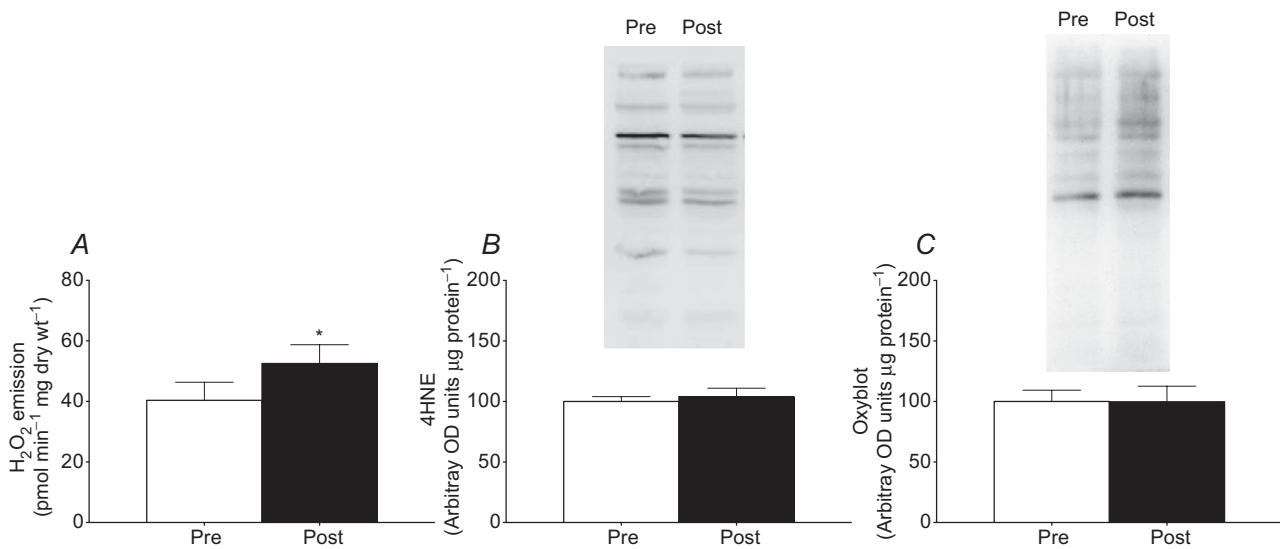 A
H₂O₂ emission
(pmol min⁻¹ mg dry wt⁻¹)
80
60
40
20
0
*
Pre Post
Pre Post
B
4HNE
(Arbitray OD units µg protein⁻¹)
200
150
100
50
0
Pre Post
Pre Post
C
Oxyblot
(Arbitray OD units µg protein⁻¹)
200
150
100
50
0
Pre Post